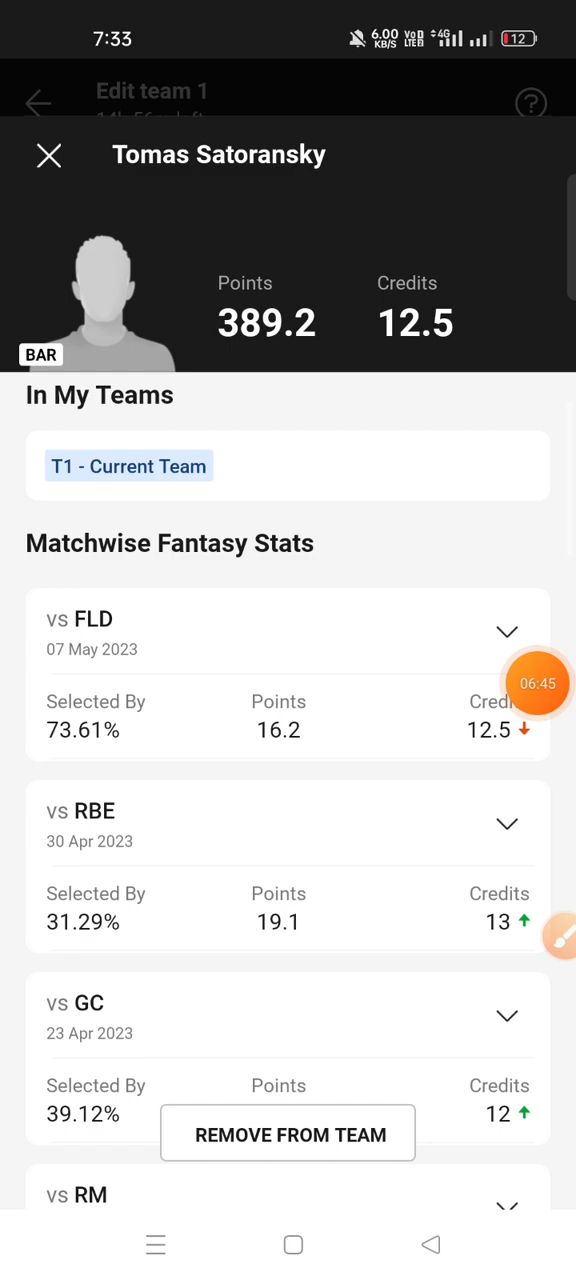 7:33
6.00 KB/S VoD LTE2 4G 12
Edit team 1
Tomas Satoransky
Points
Credits
389.2
12.5
BAR
In My Teams
T1 - Current Team
Matchwise Fantasy Stats
vs FLD
07 May 2023
06:45
Selected By
Points
73.61%
16.2
12.5
vs RBE
30 Apr 2023
Selected By
Points
Credits
31.29%
19.1
13
vs GC
23 Apr 2023
Selected By
Points
Credits
39.12%
12
REMOVE FROM TEAM
vs RM